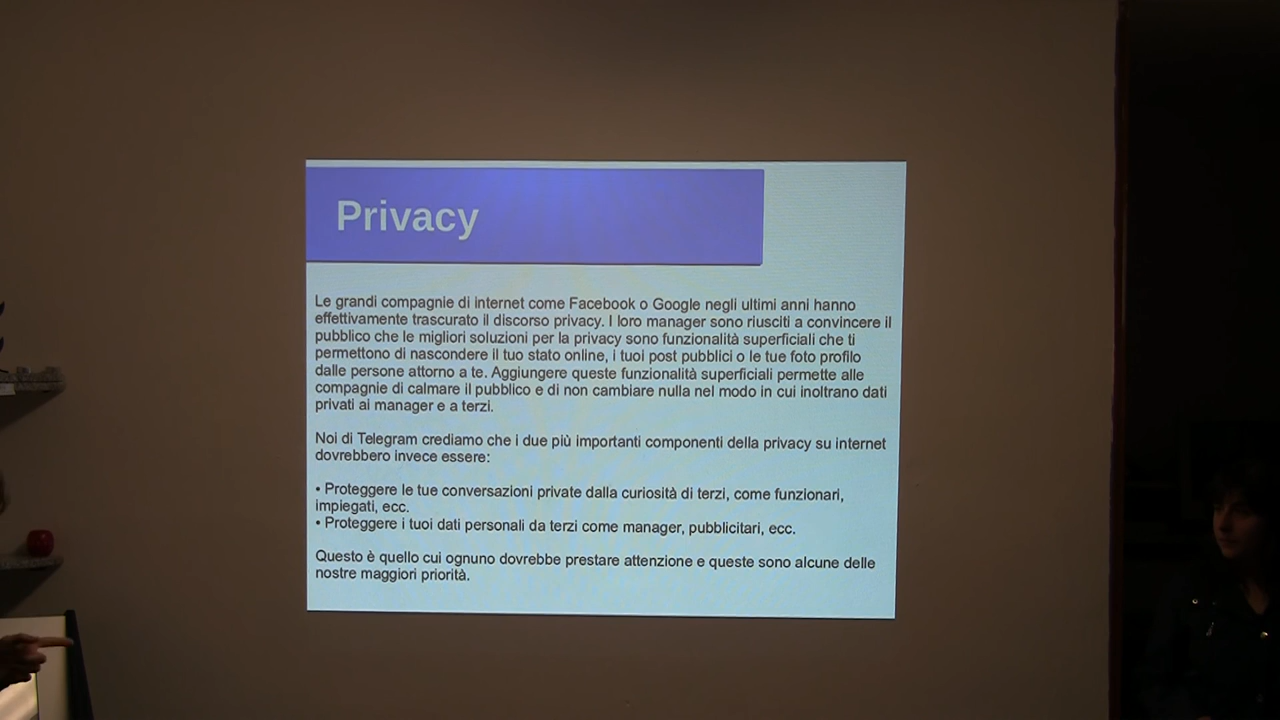 Privacy
Le grandi compagnie di internet come Facebook o Google negli ultimi anni hanno
effettivamente trascurato il discorso privacy. I loro manager sono riusciti a convincere il
pubblico che le migliori soluzioni per la privacy sono funzionalità superficiali che ti
permettono di nascondere il tuo stato online, i tuoi post pubblici o le tue foto profilo
dalle persone attorno a te. Aggiungere queste funzionalità superficiali permette alle
compagnie di calmare il pubblico e di non cambiare nulla nel modo in cui inoltrano dati
privati ai manager e a terzi.
Noi di Telegram crediamo che i due più importanti componenti della privacy su internet
dovrebbero invece essere:
• Proteggere le tue conversazioni private dalla curiosità di terzi, come funzionari,
impiegati, ecc.
• Proteggere i tuoi dati personali da terzi come manager, pubblicitari, ecc.
Questo è quello cui ognuno dovrebbe prestare attenzione e queste sono alcune delle
nostre maggiori priorità.